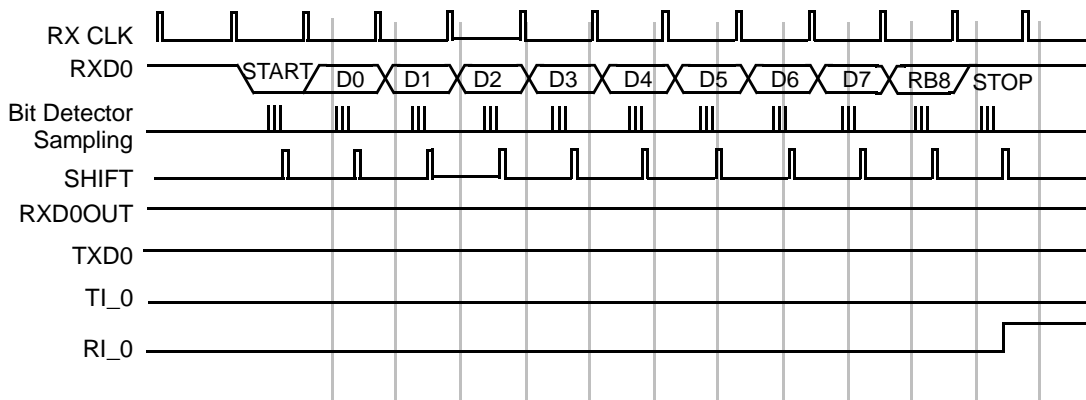 RX CLK
RXD0
START D0 D1 D2 D3 D4 D5 D6 D7 RB8 STOP
Bit Detector
Sampling
SHIFT
RXD0OUT
TXD0
TI_0
RI_0